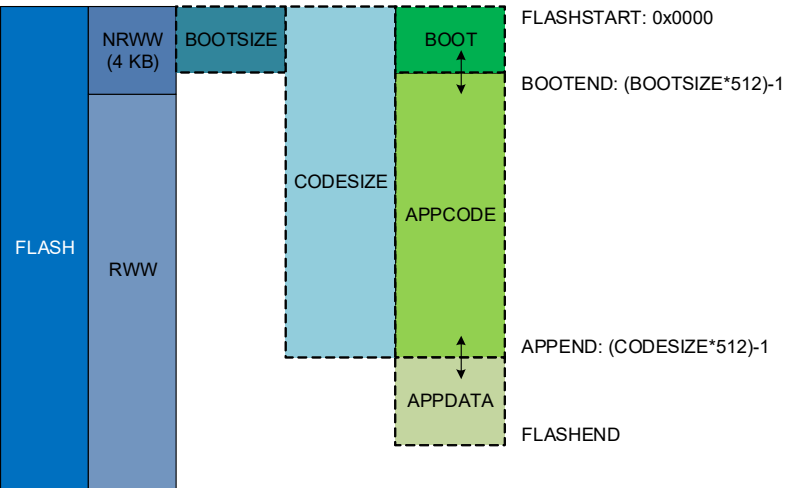 FLASH
NRWW
(4 KB)
RWW
BOOTSIZE
CODESIZE
BOOT
APPCODE
APPDATA
FLASHSTART: 0x0000
BOOTEND: (BOOTSIZE*512)-1
APPEND: (CODESIZE*512)-1
FLASHEND